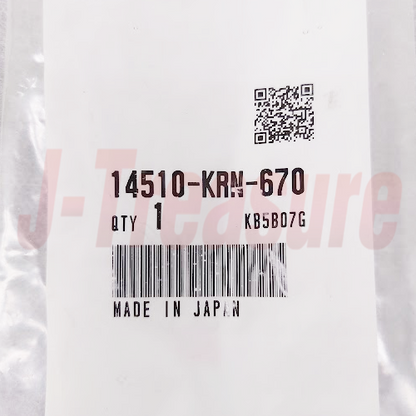 14510-KRN-670
J-Treasure
QTY 1 KB5B07G
MADE IN JAPAN